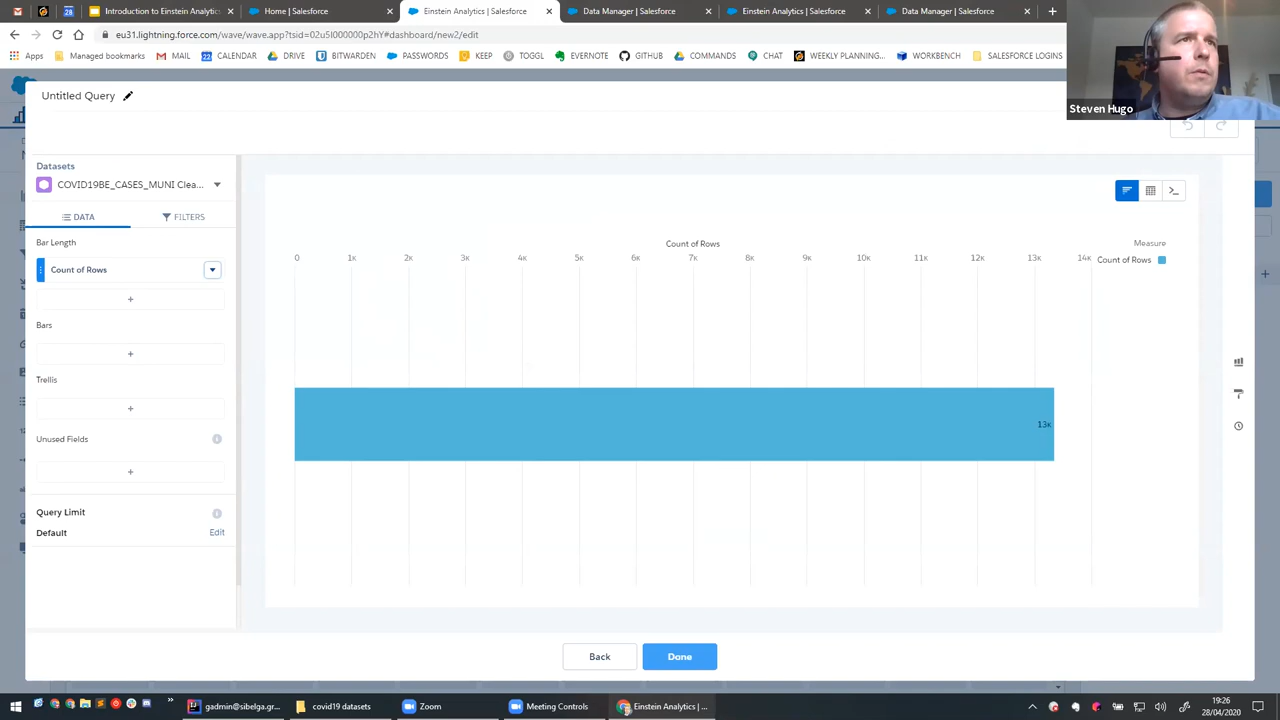 Introduction to Einstein Analytics
Home | Salesforce
Einstein Analytics | Salesforce
Data Manager | Salesforce
Einstein Analytics | Salesforce
Data Manager | Salesforce
eu31.lightning.force.com/wave/wave.app?tsid=02u5I000000p2hY#dashboard/new2/edit
Apps
Managed bookmarks
MAIL
CALENDAR
DRIVE
BITWARDEN
PASSWORDS
KEEP
TOGGL
EVERNOTE
GITHUB
COMMANDS
CHAT
WEEKLY PLANNING...
WORKBENCH
SALESFORCE LOGINS
Steven Hugo
Untitled Query
Datasets
COVID19BE_CASES_MUNI Clea...
DATA
FILTERS
Bar Length
Count of Rows
Bars
Trellis
Unused Fields
Query Limit
Default
Edit
Count of Rows
0 1K 2K 3K 4K 5K 6K 7K 8K 9K 10K 11K 12K 13K 14K
Measure
Count of Rows
13K
Back
Done
gadmin@sibelga.gr...
covid19 datasets
Zoom
Meeting Controls
Einstein Analytics | ...
19:26
28/04/2020